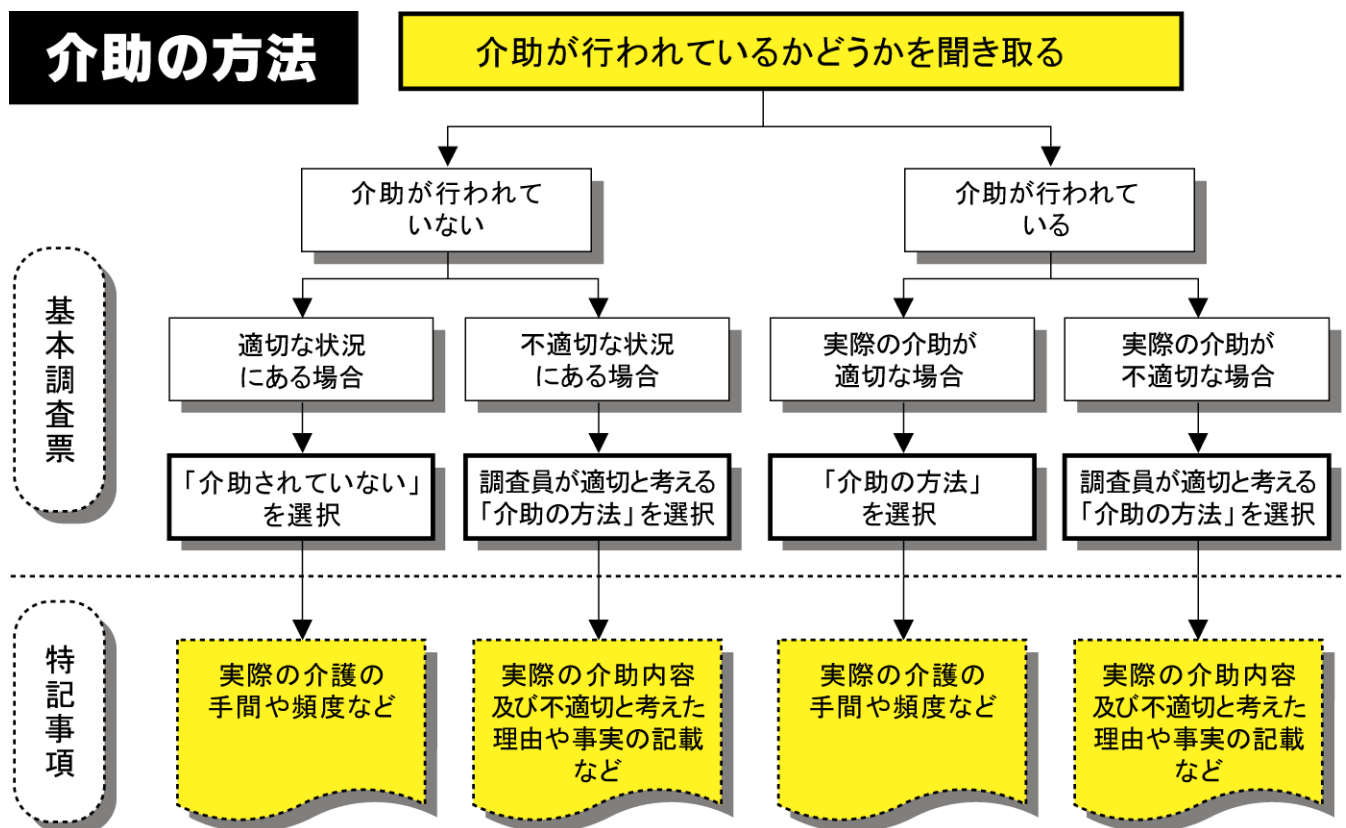 介助の方法
介助が行われているかどうかを聞き取る
介助が行われて
いない
介助が行われて
いる
基本調査票
適切な状況
にある場合
不適切な状況
にある場合
実際の介助が
適切な場合
実際の介助が
不適切な場合
「介助されていない」
を選択
調査員が適切と考える
「介助の方法」を選択
「介助の方法」
を選択
調査員が適切と考える
「介助の方法」を選択
特記事項
実際の介護の
手間や頻度など
実際の介助内容
及び不適切と考えた
理由や事実の記載
など
実際の介護の
手間や頻度など
実際の介助内容
及び不適切と考えた
理由や事実の記載
など